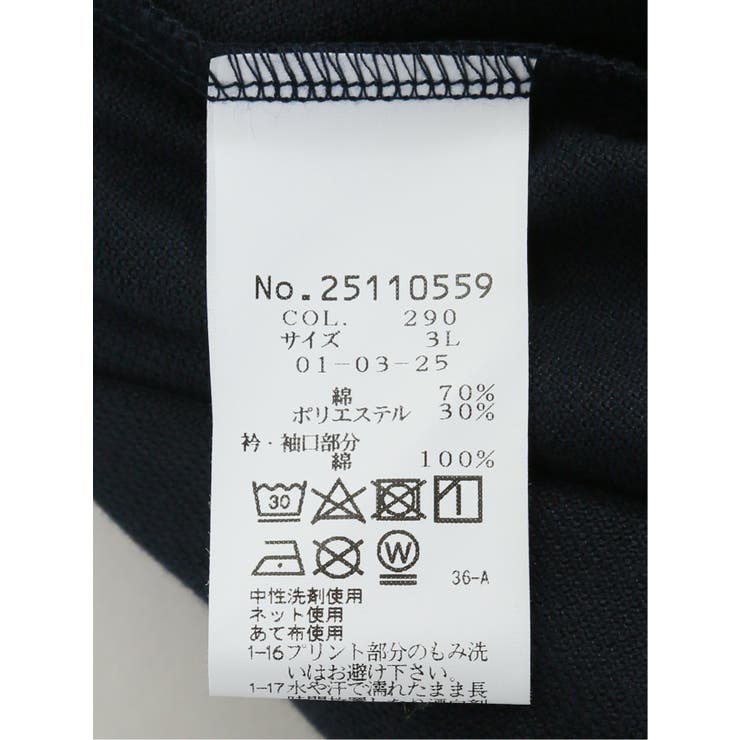 No.25110559
COL. 290
サイズ 3L
01-03-25
綿 70%
ポリエステル 30%
衿・袖口部分
綿 100%
30
W
36-A
中性洗剤使用
ネット使用
あて布使用
1-16プリント部分のもみ洗
いはお避け下さい。
1-17水や汗で濡れたまま長